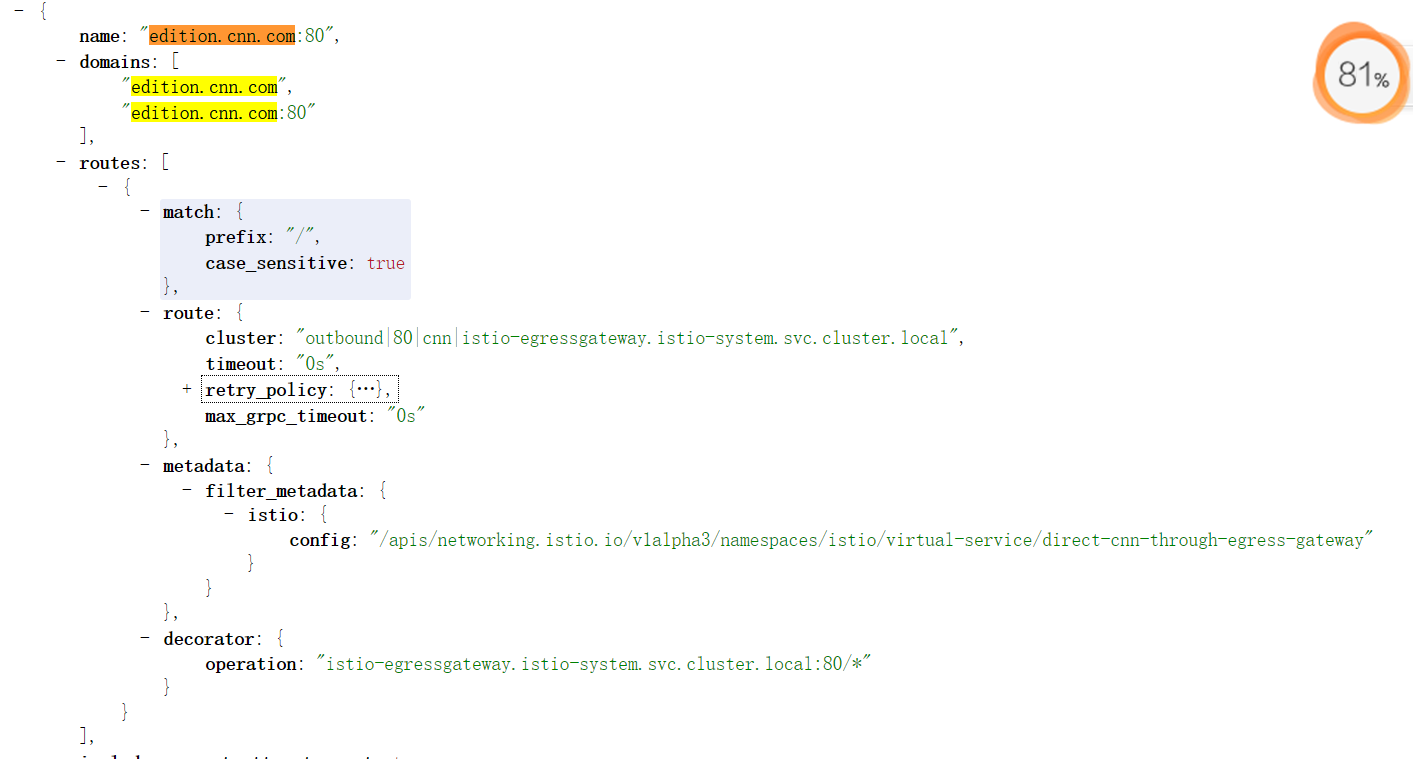 - {
name: "edition.cnn.com:80",
- domains: [
"edition.cnn.com",
"edition.cnn.com:80"
],
- routes: [
- {
- match: {
prefix: "/",
case_sensitive: true
},
- route: {
cluster: "outbound|80|cnn|istio-egressgateway.istio-system.svc.cluster.local",
timeout: "0s",
+ retry_policy: {…},
max_grpc_timeout: "0s"
},
- metadata: {
- filter_metadata: {
- istio: {
config: "/apis/networking.istio.io/v1alpha3/namespaces/istio/virtual-service/direct-cnn-through-egress-gateway"
}
}
},
- decorator: {
operation: "istio-egressgateway.istio-system.svc.cluster.local:80/*"
}
}
],
81%